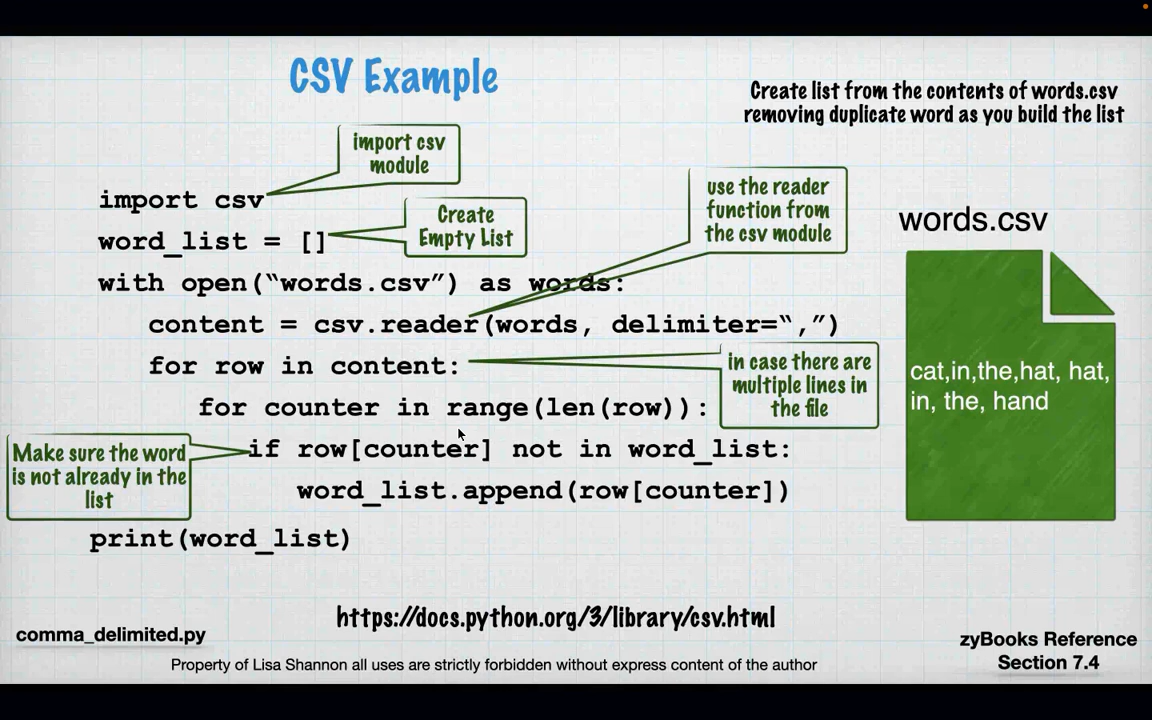 CSV Example
Create list from the contents of words.csv
removing duplicate word as you build the list
import csv
module
import csv
Create
Empty List
word_list = []
use the reader
function from
the csv module
words.csv
with open(“words.csv”) as words:
content = csv.reader(words, delimiter=“,”)
for row in content:
in case there are
multiple lines in
the file
cat,in,the,hat, hat,
in, the, hand
for counter in range(len(row)):
Make sure the word
is not already in the
list
if row[counter] not in word_list:
word_list.append(row[counter])
print(word_list)
https://docs.python.org/3/library/csv.html
comma_delimited.py
zyBooks Reference
Section 7.4
Property of Lisa Shannon all uses are strictly forbidden without express content of the author